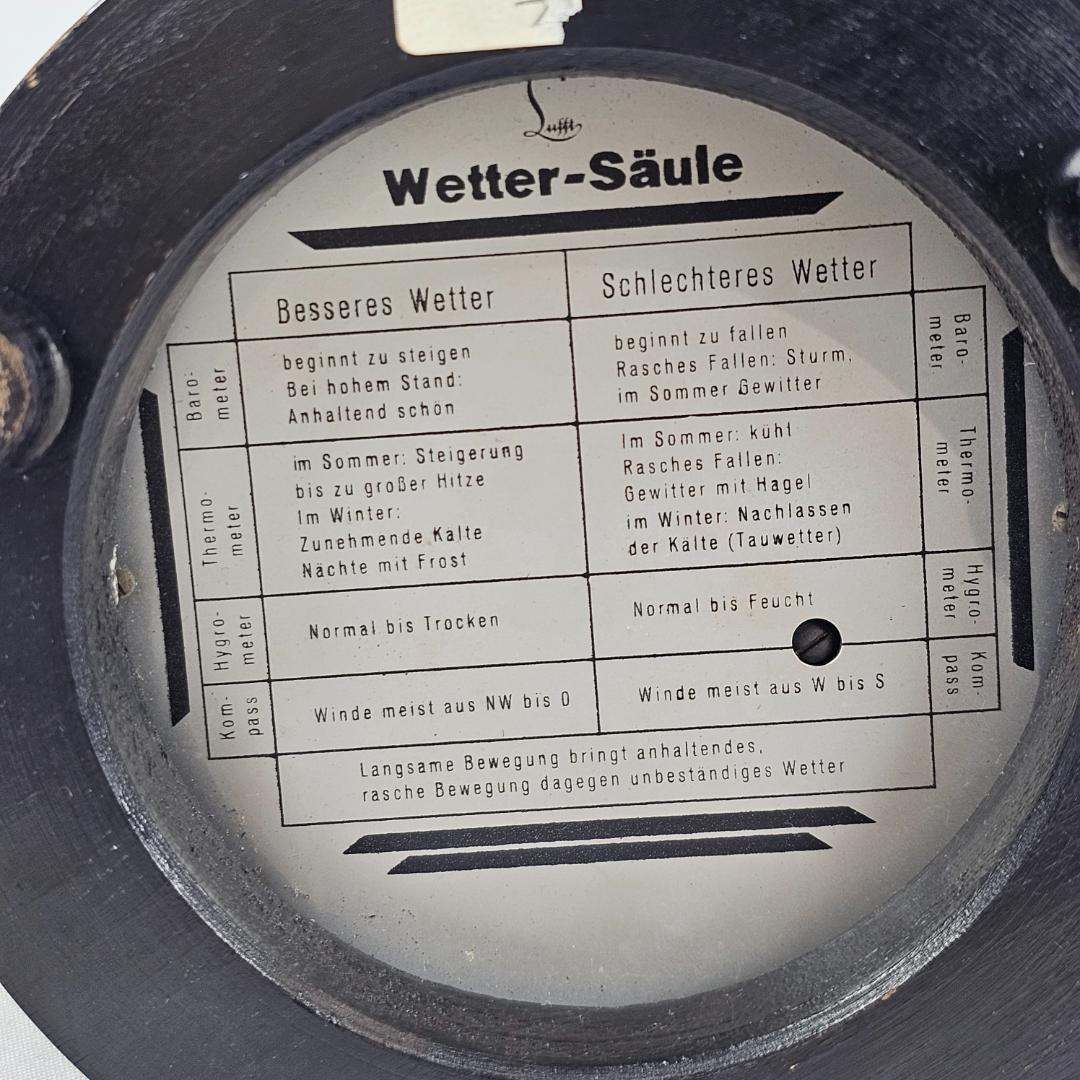 Lufft
Wetter-Säule
Besseres Wetter
Schlechteres Wetter
Baro-
meter
beginnt zu steigen
Bei hohem Stand:
Anhaltend schön
beginnt zu fallen
Rasches Fallen: Sturm,
im Sommer Gewitter
Baro-
meter
Thermo-
meter
im Sommer: Steigerung
bis zu großer Hitze
Im Winter:
Zunehmende Kälte
Nächte mit Frost
Im Sommer: kühl
Rasches Fallen:
Gewitter mit Hagel
im Winter: Nachlassen
der Kälte (Tauwetter)
Thermo-
meter
Hygro-
meter
Normal bis Trocken
Normal bis Feucht
Hygro-
meter
Kom-
pass
Winde meist aus NW bis O
Winde meist aus W bis S
Kom-
pass
Langsame Bewegung bringt anhaltendes,
rasche Bewegung dagegen unbeständiges Wetter